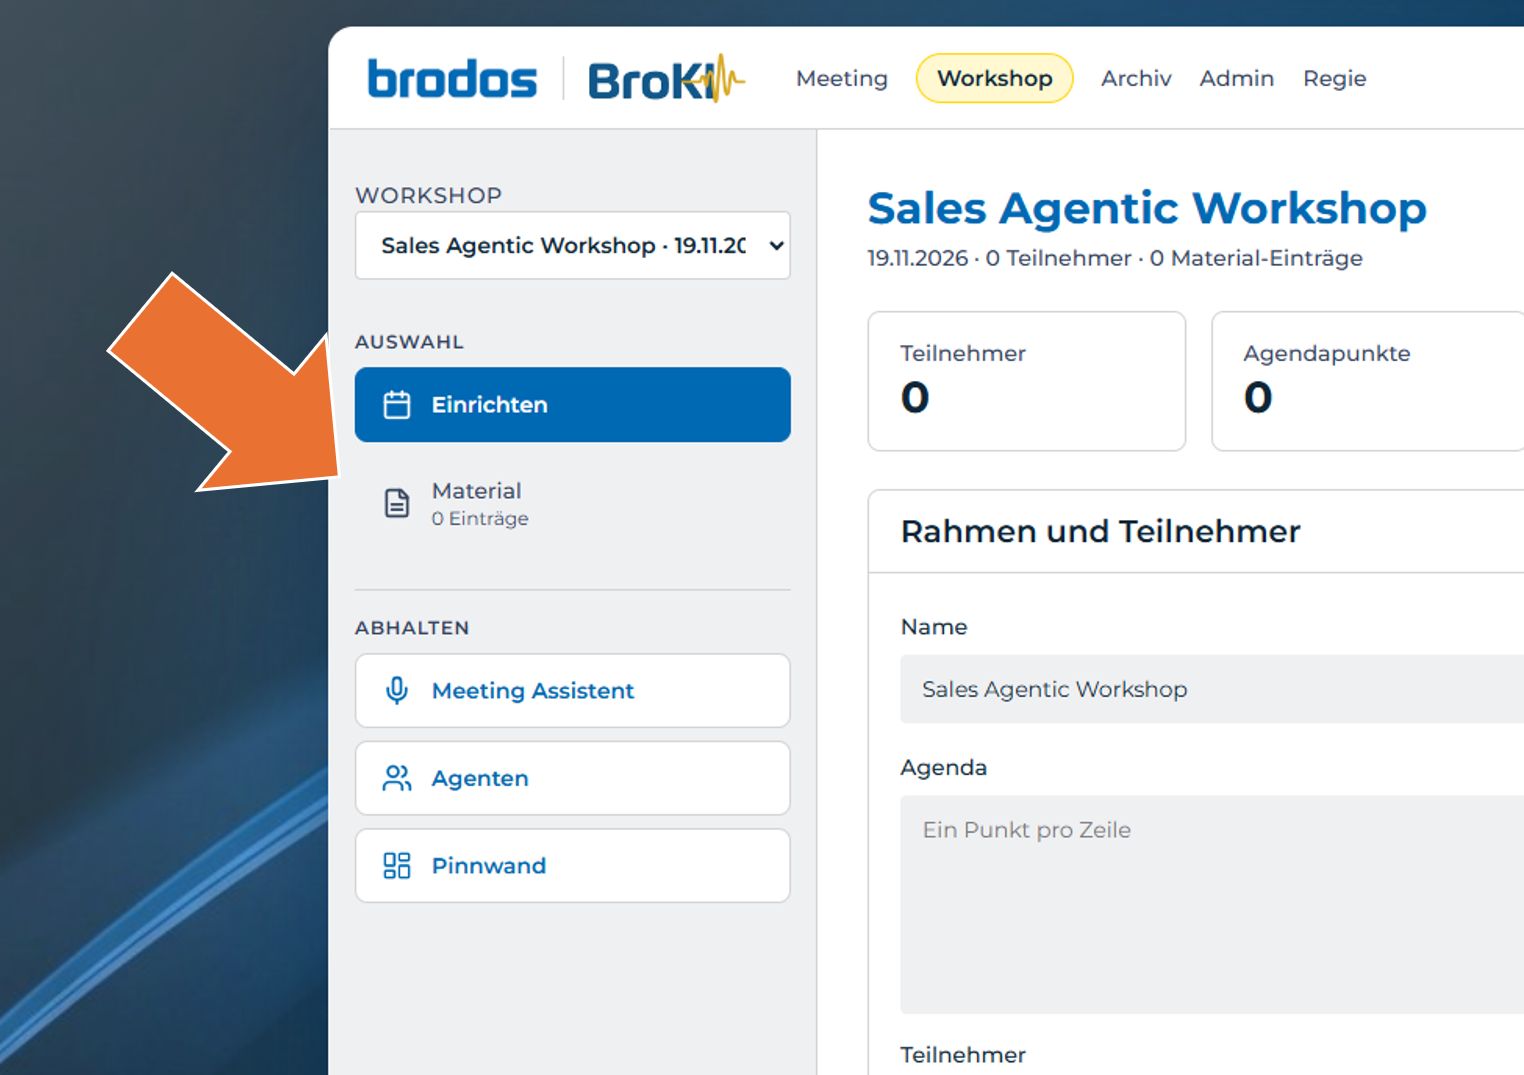 brodos
BroKI
Meeting
Workshop
Archiv
Admin
Regie
WORKSHOP
Sales Agentic Workshop · 19.11.20
AUSWAHL
Einrichten
Material
0 Einträge
ABHALTEN
Meeting Assistent
Agenten
Pinnwand
Sales Agentic Workshop
19.11.2026 · 0 Teilnehmer · 0 Material-Einträge
Teilnehmer
0
Agendapunkte
0
Rahmen und Teilnehmer
Name
Sales Agentic Workshop
Agenda
Ein Punkt pro Zeile
Teilnehmer